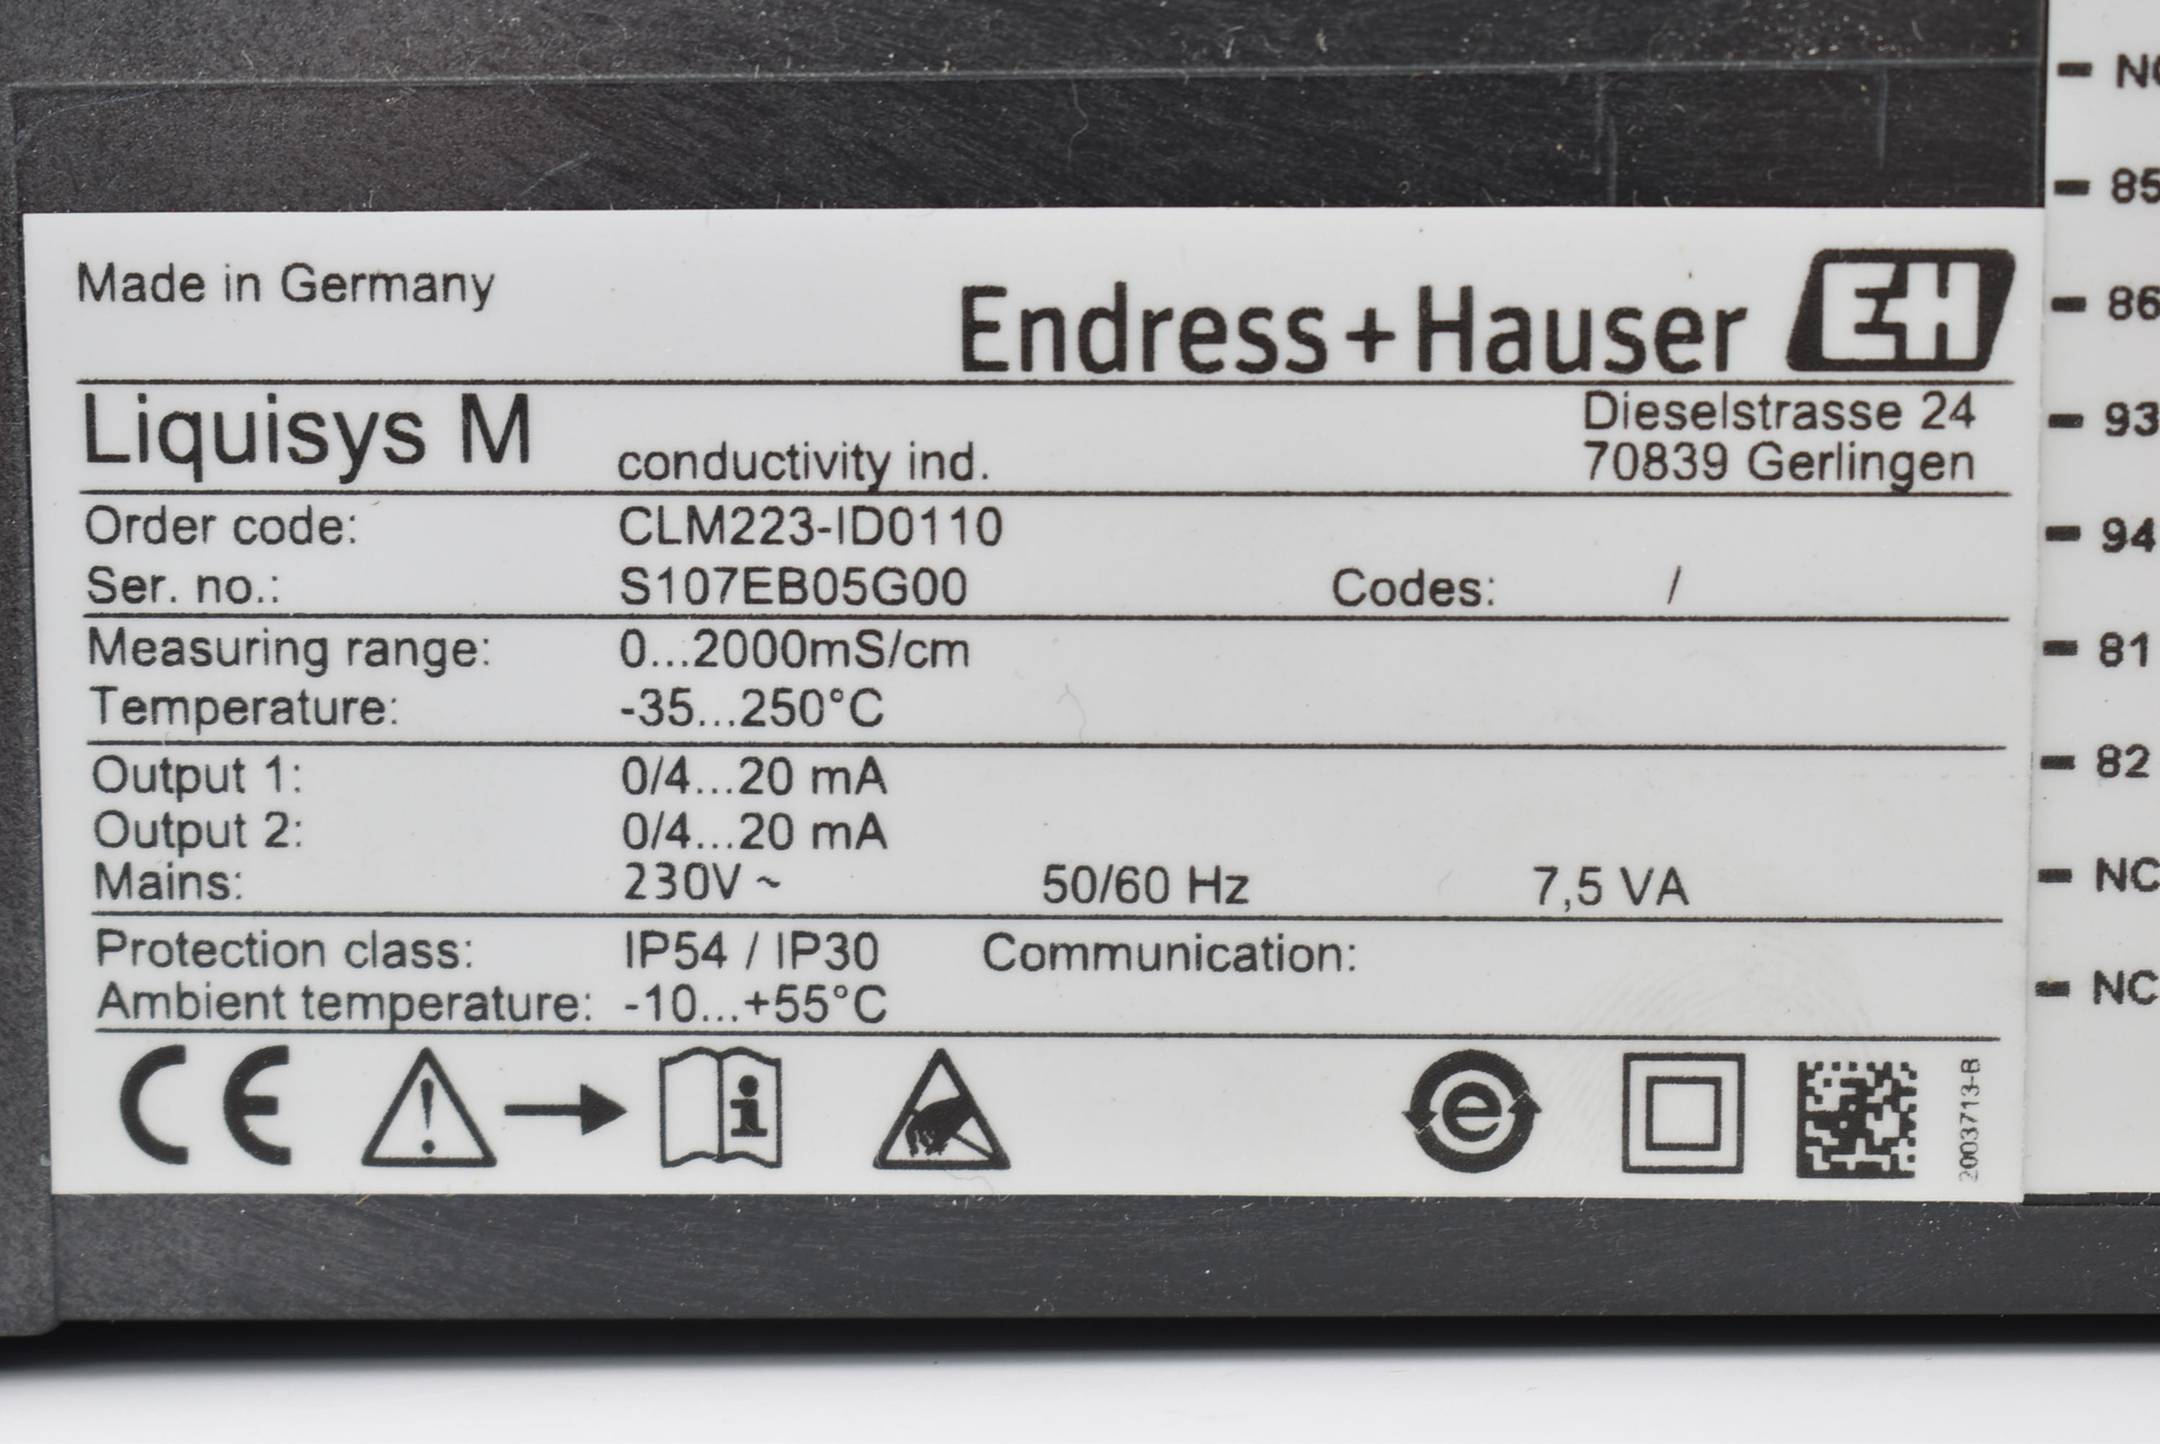 Made in Germany
Endress+Hauser EH
Liquisys M conductivity ind.
Dieselstrasse 24
70839 Gerlingen
Order code: CLM223-ID0110
Ser. no.: S107EB05G00 Codes: /
Measuring range: 0...2000mS/cm
Temperature: -35...250°C
Output 1: 0/4...20 mA
Output 2: 0/4...20 mA
Mains: 230V ~ 50/60 Hz 7,5 VA
Protection class: IP54 / IP30 Communication:
Ambient temperature: -10...+55°C
CE
i
e
2003713-B
85
86
93
94
81
82
NC
NC